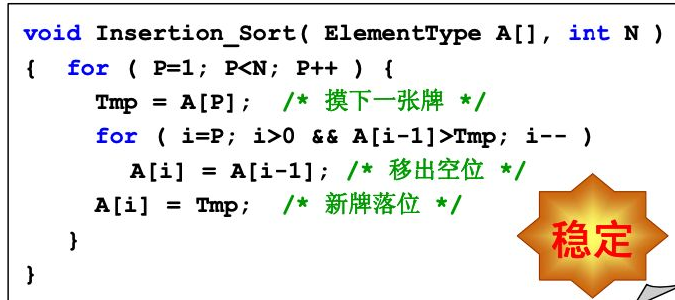 void Insertion_Sort( ElementType A[], int N )
{ for ( P=1; P<N; P++ ) {
Tmp = A[P]; /* 摸下一张牌 */
for ( i=P; i>0 && A[i-1]>Tmp; i-- )
A[i] = A[i-1]; /* 移出空位 */
A[i] = Tmp; /* 新牌落位 */
}
}
稳定